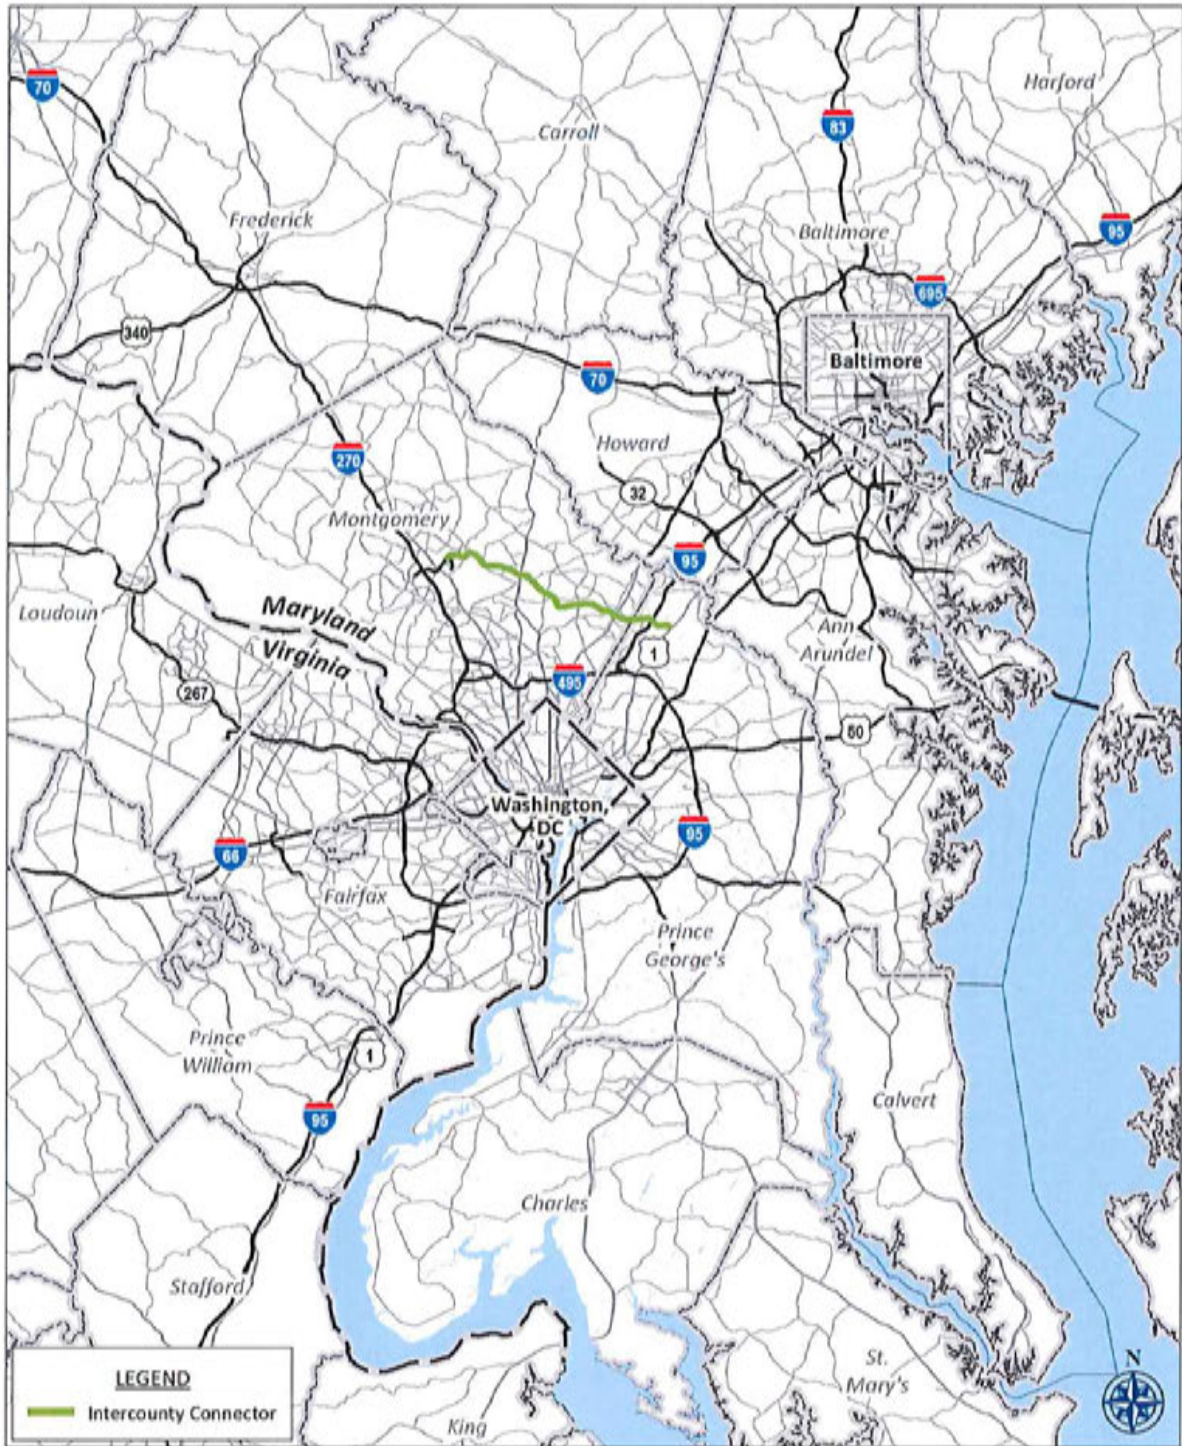 Harford
70
83
Carroll
Frederick
Baltimore
95
695
340
Baltimore
70
Howard
270
32
Montgomery
95
Loudoun
Maryland
Virginia
Ann
Arundel
1
495
267
50
Washington,
DC
95
66
Fairfax
Prince
George's
Prince
William
1
Calvert
95
Charles
Stafford
St.
Mary's
N
LEGEND
Intercounty Connector
King